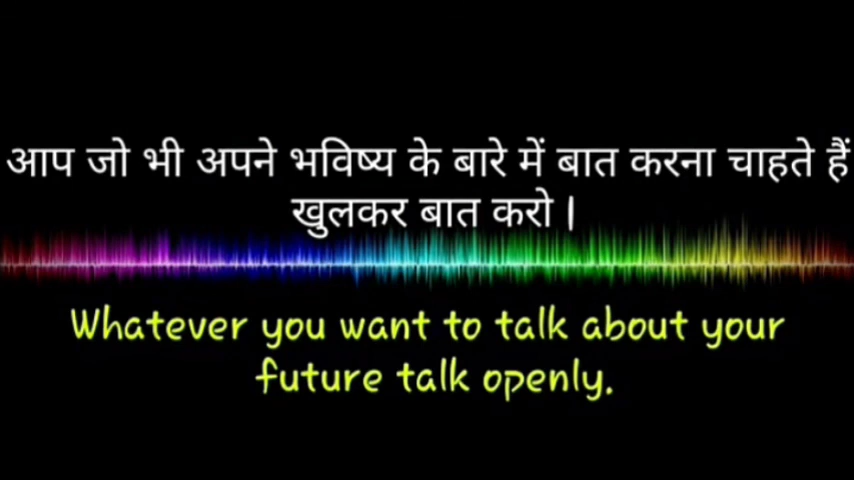 आप जो भी अपने भविष्य के बारे में बात करना चाहते हैं
खुलकर बात करो |
Whatever you want to talk about your
future talk openly.